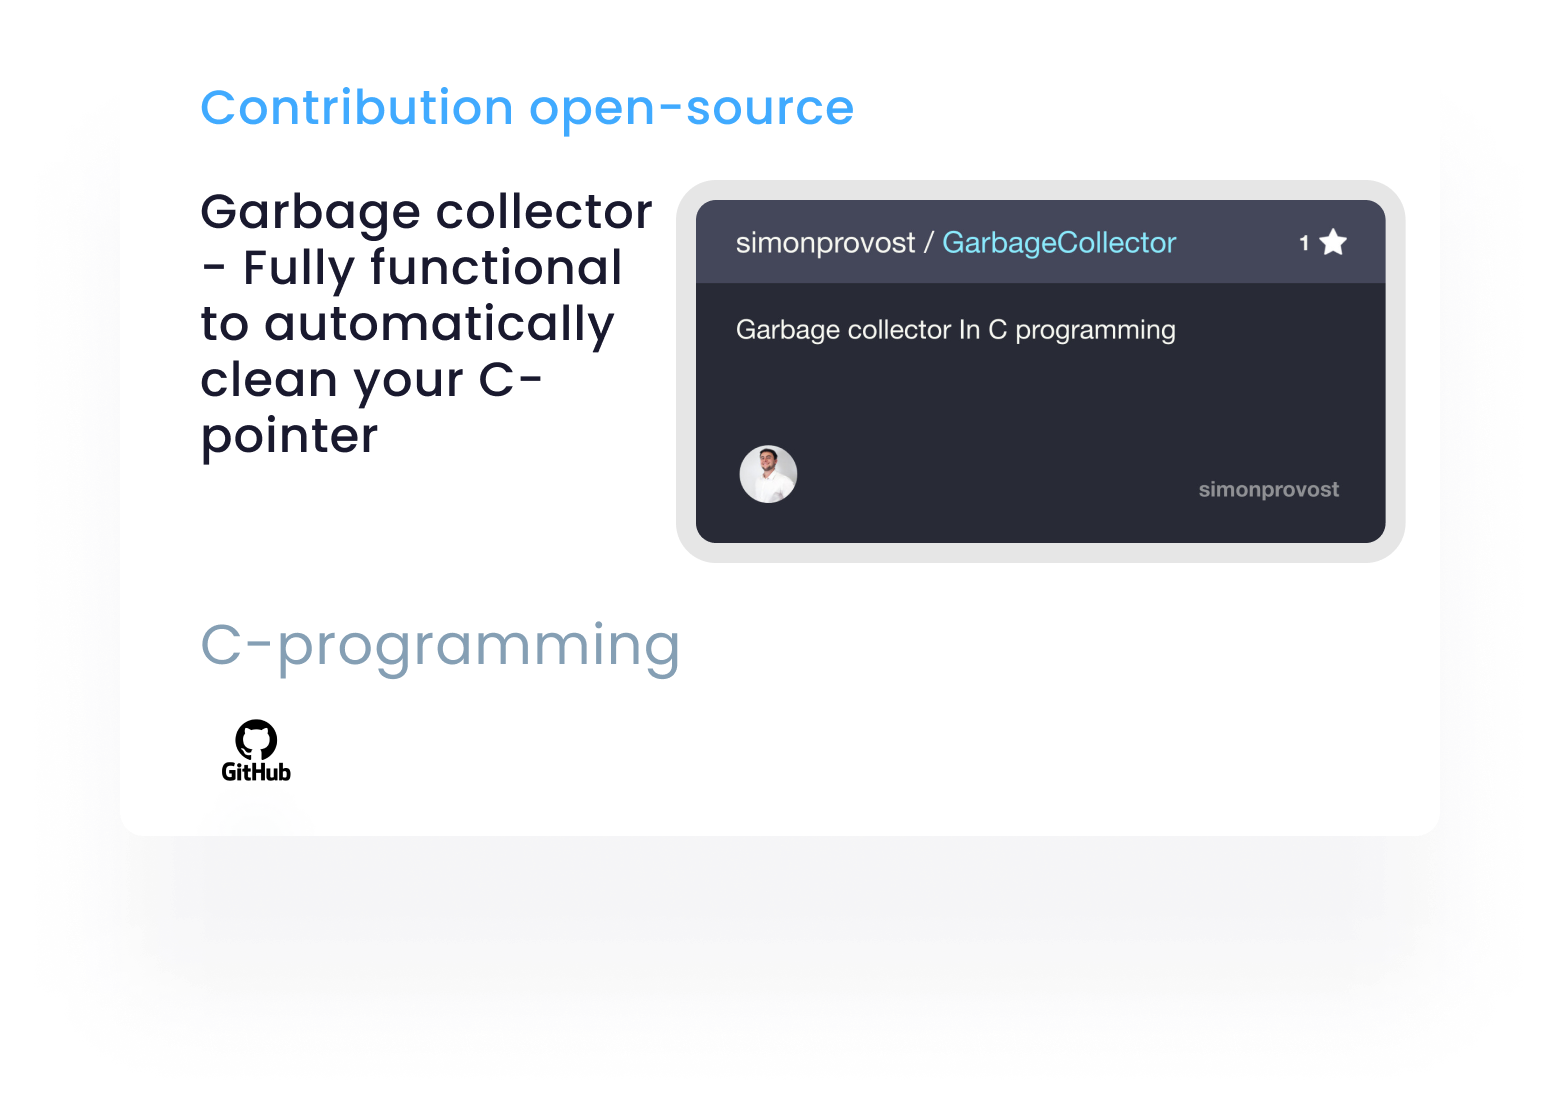 Contribution open-source
Garbage collector
- Fully functional
to automatically
clean your C-
pointer
simonprovost / GarbageCollector
1
Garbage collector In C programming
simonprovost
C-programming
GitHub